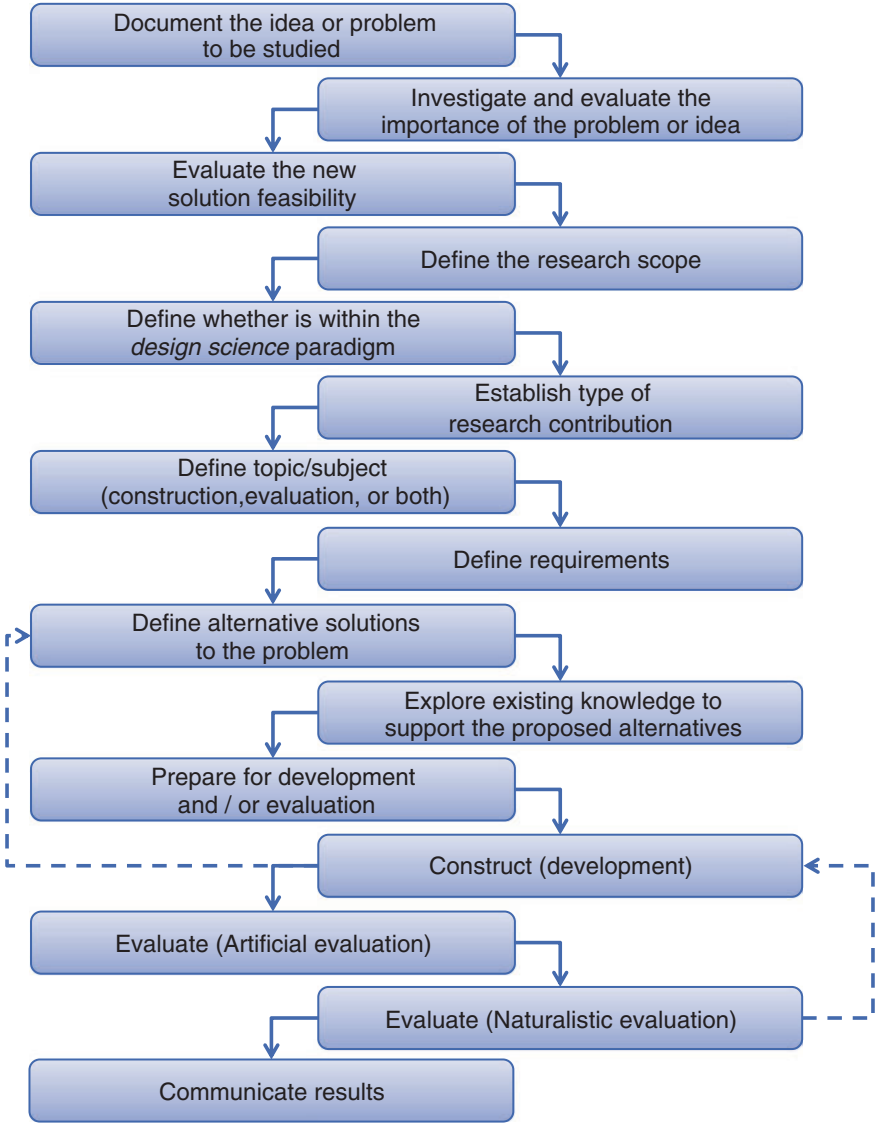 Document the idea or problem
to be studied
Investigate and evaluate the
importance of the problem or idea
Evaluate the new
solution feasibility
Define the research scope
Define whether is within the
design science paradigm
Establish type of
research contribution
Define topic/subject
(construction,evaluation, or both)
Define requirements
Define alternative solutions
to the problem
Explore existing knowledge to
support the proposed alternatives
Prepare for development
and / or evaluation
Construct (development)
Evaluate (Artificial evaluation)
Evaluate (Naturalistic evaluation)
Communicate results